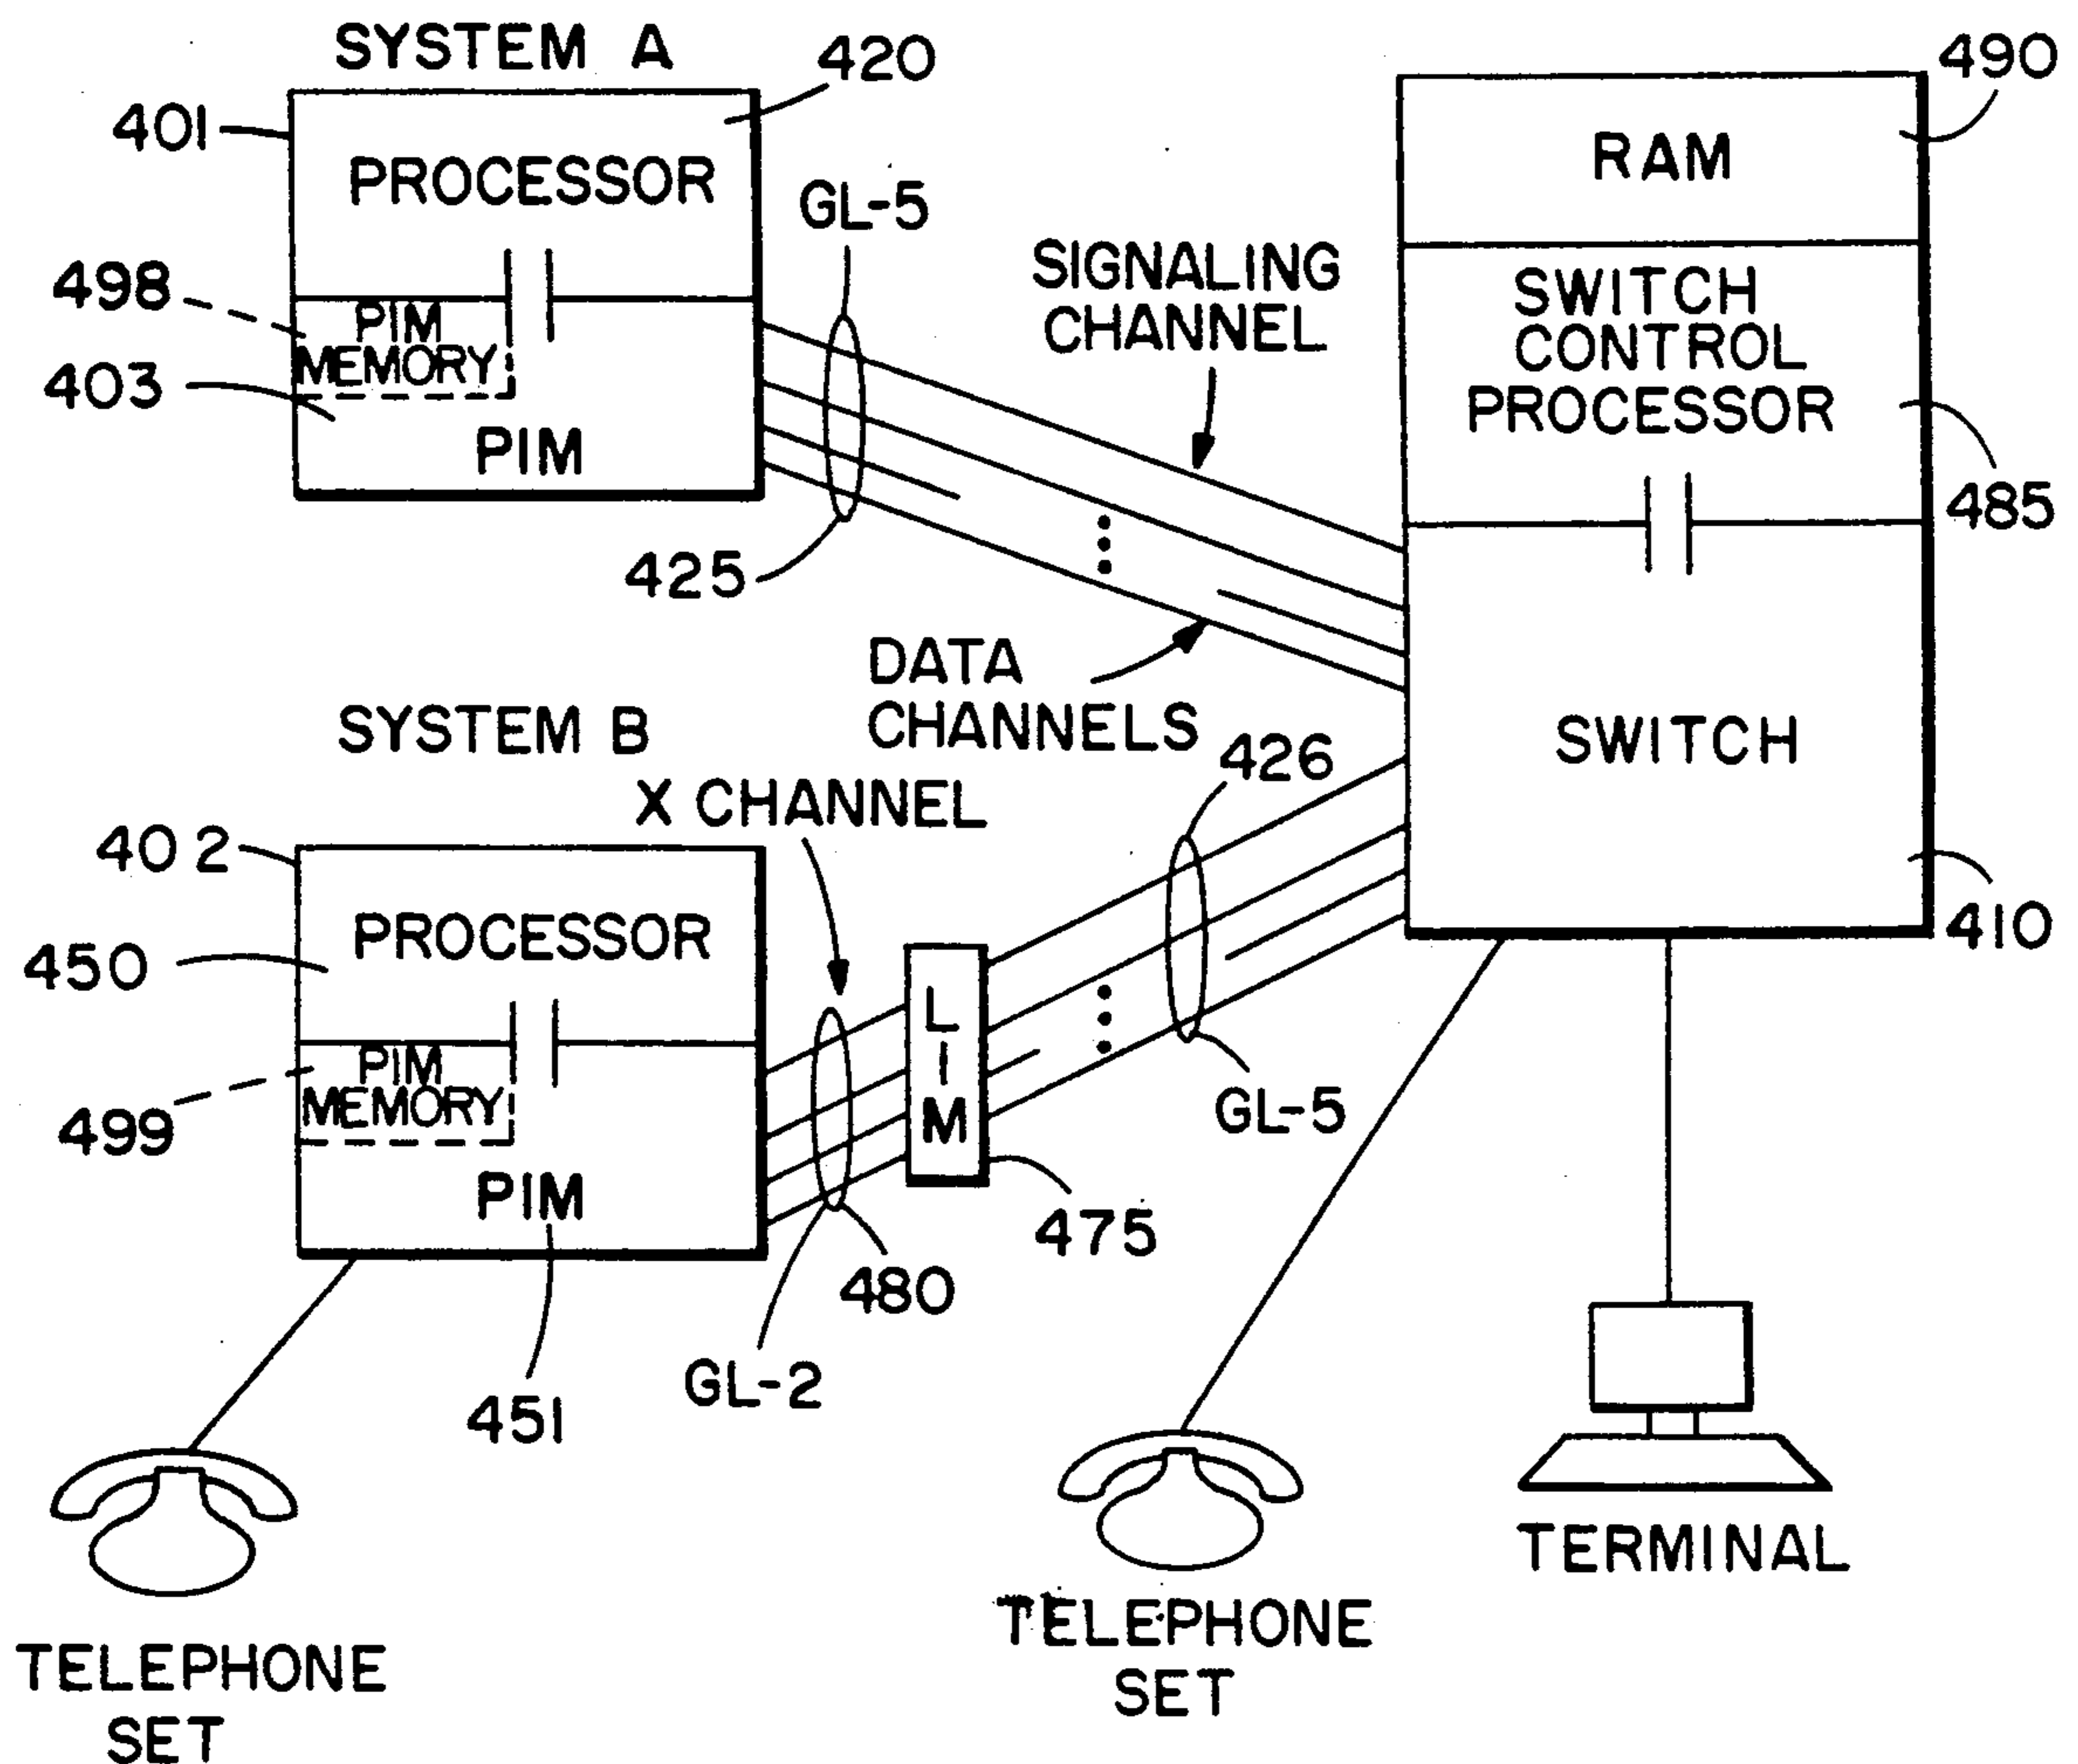 SYSTEM A
420
490
401
PROCESSOR
RAM
GL-5
498
PIM
MEMORY
SIGNALING
CHANNEL
SWITCH
CONTROL
PROCESSOR
403
PIM
485
425
DATA
CHANNELS
SWITCH
SYSTEM B
X CHANNEL
426
402
PROCESSOR
410
450
LIM
PIM
MEMORY
499
GL-5
PIM
475
480
GL-2
451
TERMINAL
TELEPHONE
SET
TELEPHONE
SET